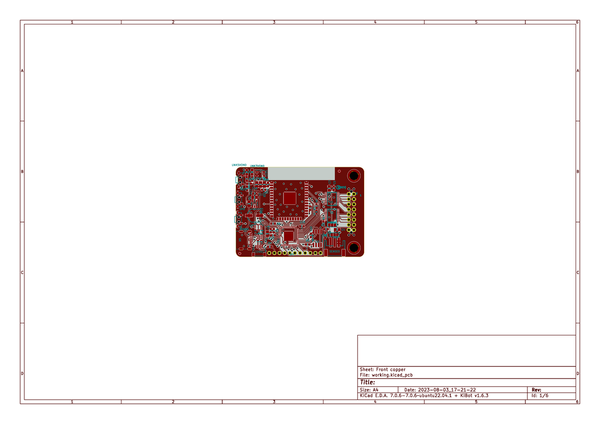 1 2 3 4 5 6
A A
B B
C C
Sheet: Front copper
File: working.kicad_pcb
Title:
D D
Size: A4 Date: 2023-08-03_17-21-22 Rev:
KiCad E.D.A. 7.0.6-7.0.6~ubuntu22.04.1 + KiBot v1.6.3 Id: 1/6
1 2 3 4 5 6